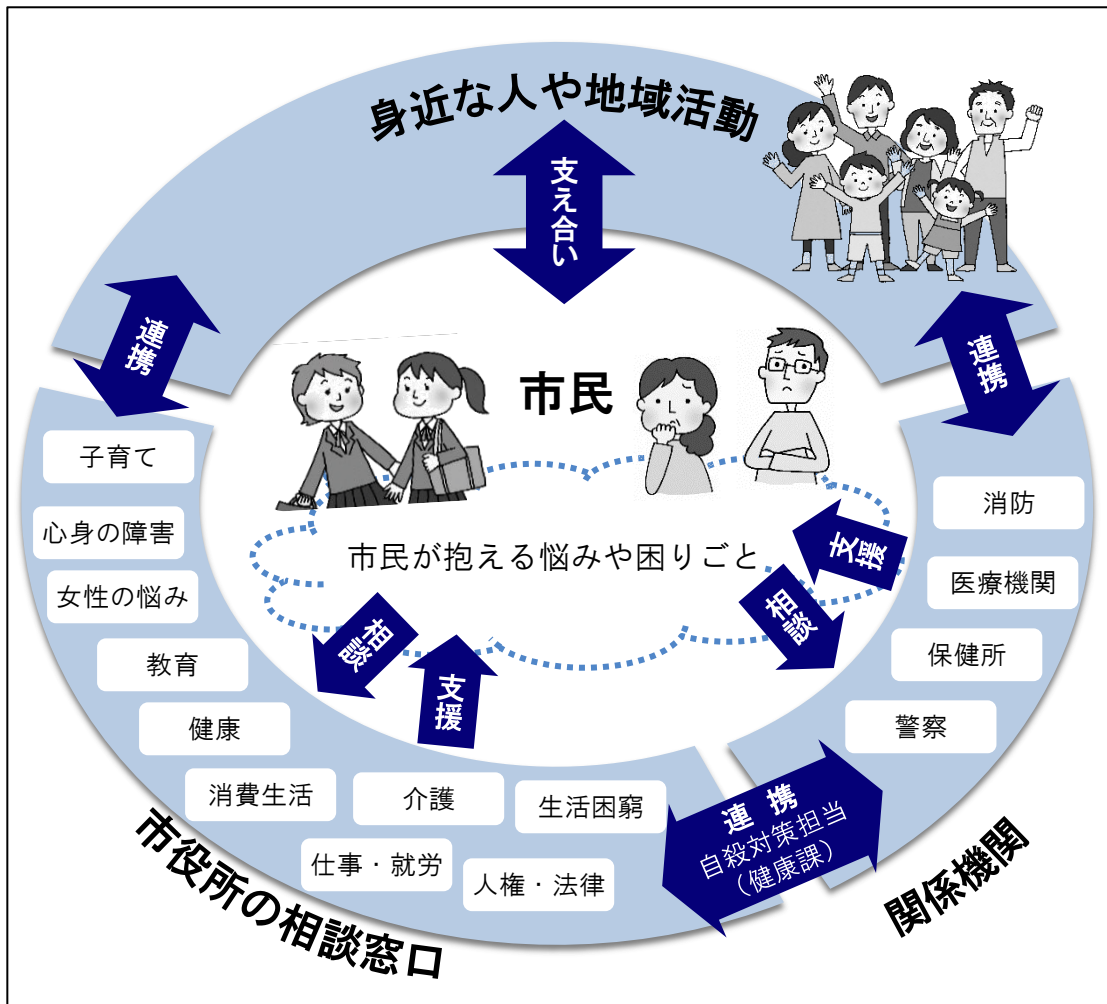 身近な人や地域活動
支え合い
連携
連携
市民
子育て
心身の障害
女性の悩み
教育
健康
消費生活
介護
生活困窮
仕事・就労
人権・法律
市役所の相談窓口
市民が抱える悩みや困りごと
相談
支援
支援
相談
消防
医療機関
保健所
警察
関係機関
連 携
自殺対策担当
（健康課）